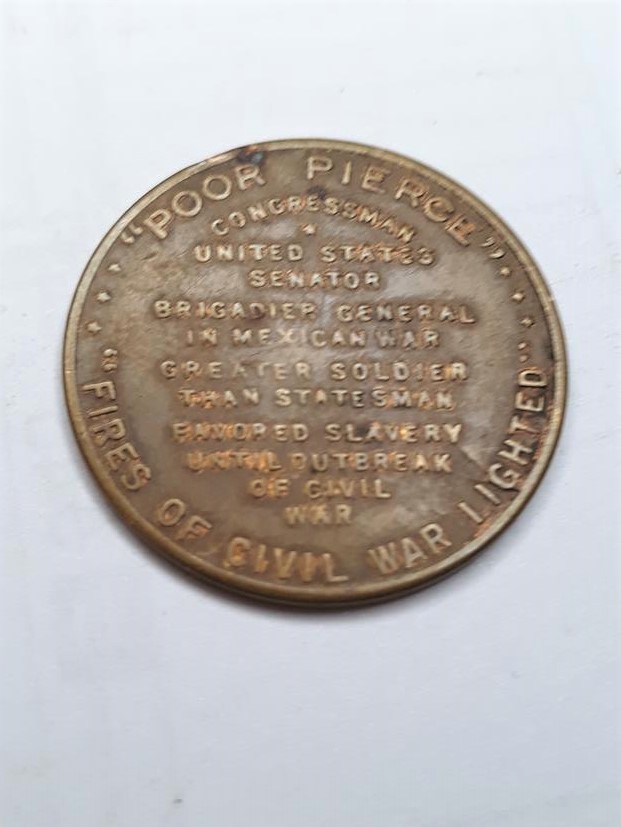 "POOR PIERCE"
CONGRESSMAN
UNITED STATES
SENATOR
BRIGADIER GENERAL
IN MEXICAN WAR
GREATER SOLDIER
THAN STATESMAN
FAVORED SLAVERY
UNTIL OUTBREAK
OF CIVIL
WAR
"FIRES OF CIVIL WAR LIGHTED"